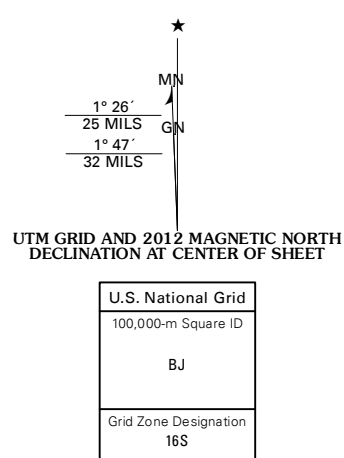 MN
1° 26´
25 MILS
GN
1° 47´
32 MILS
UTM GRID AND 2012 MAGNETIC NORTH
DECLINATION AT CENTER OF SHEET
U.S. National Grid
100,000-m Square ID
BJ
Grid Zone Designation
16S